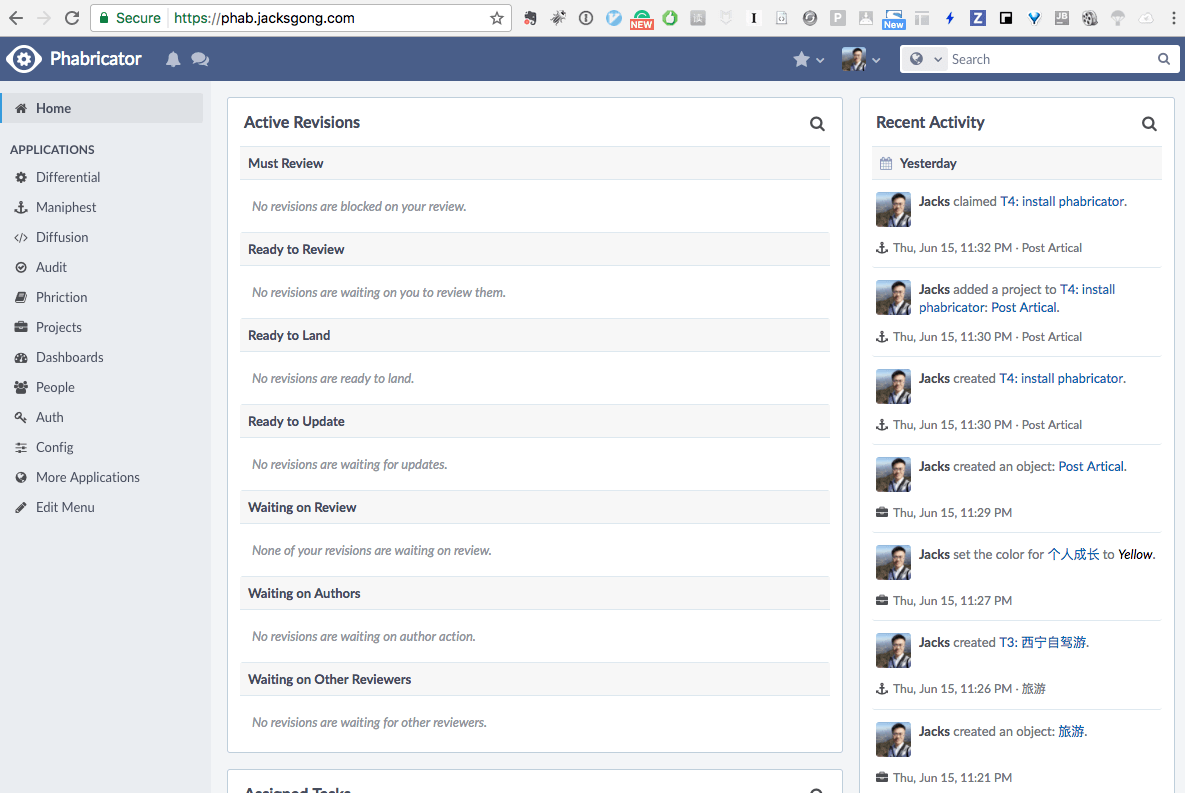 Secure https://phab.jacksgong.com
NEW
New
Phabricator
Search
Home
APPLICATIONS
Differential
Maniphest
Diffusion
Audit
Phriction
Projects
Dashboards
People
Auth
Config
More Applications
Edit Menu
Active Revisions
Must Review
No revisions are blocked on your review.
Ready to Review
No revisions are waiting on you to review them.
Ready to Land
No revisions are ready to land.
Ready to Update
No revisions are waiting for updates.
Waiting on Review
None of your revisions are waiting on review.
Waiting on Authors
No revisions are waiting on author action.
Waiting on Other Reviewers
No revisions are waiting for other reviewers.
Assigned Tasks
Recent Activity
Yesterday
Jacks claimed T4: install phabricator.
Thu, Jun 15, 11:32 PM · Post Artical
Jacks added a project to T4: install
phabricator: Post Artical.
Thu, Jun 15, 11:30 PM · Post Artical
Jacks created T4: install phabricator.
Thu, Jun 15, 11:30 PM · Post Artical
Jacks created an object: Post Artical.
Thu, Jun 15, 11:29 PM
Jacks set the color for 个人成长 to Yellow.
Thu, Jun 15, 11:27 PM
Jacks created T3: 西宁自驾游.
Thu, Jun 15, 11:26 PM · 旅游
Jacks created an object: 旅游.
Thu, Jun 15, 11:21 PM